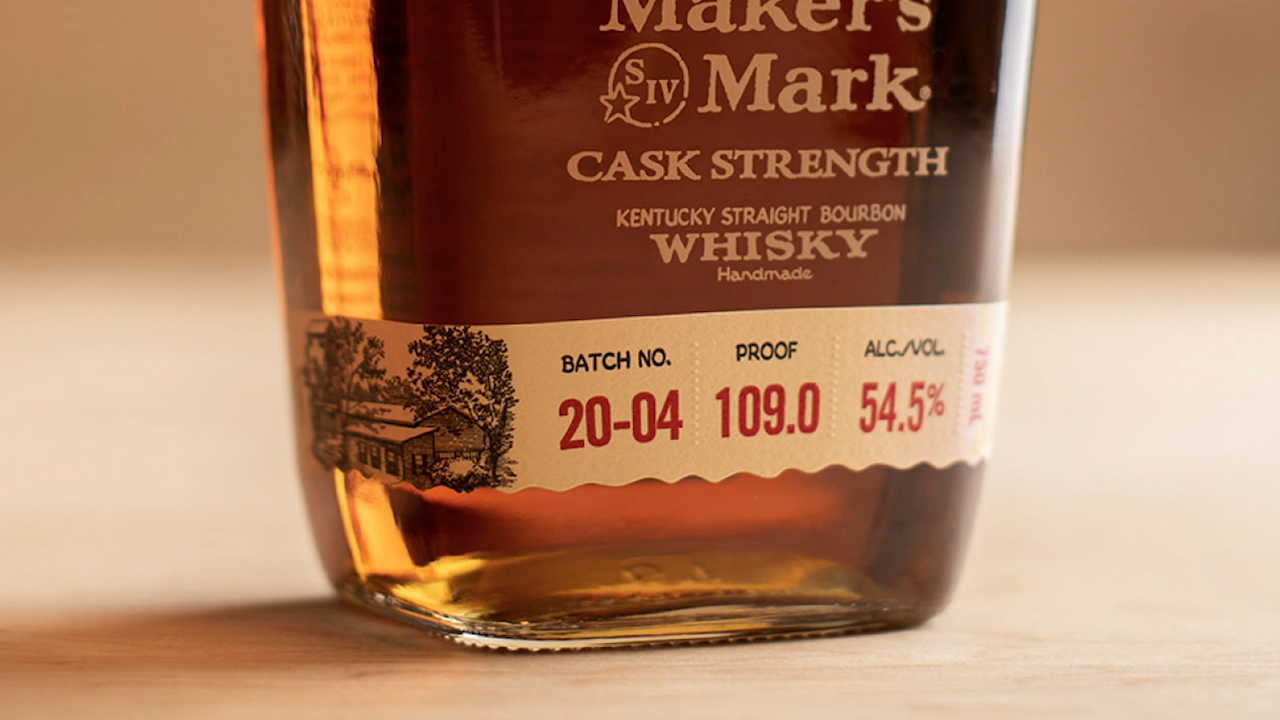 Maker's
SIV Mark
CASK STRENGTH
KENTUCKY STRAIGHT BOURBON
WHISKY
Handmade
BATCH NO. PROOF ALC./VOL.
20-04 109.0 54.5%
750 mL